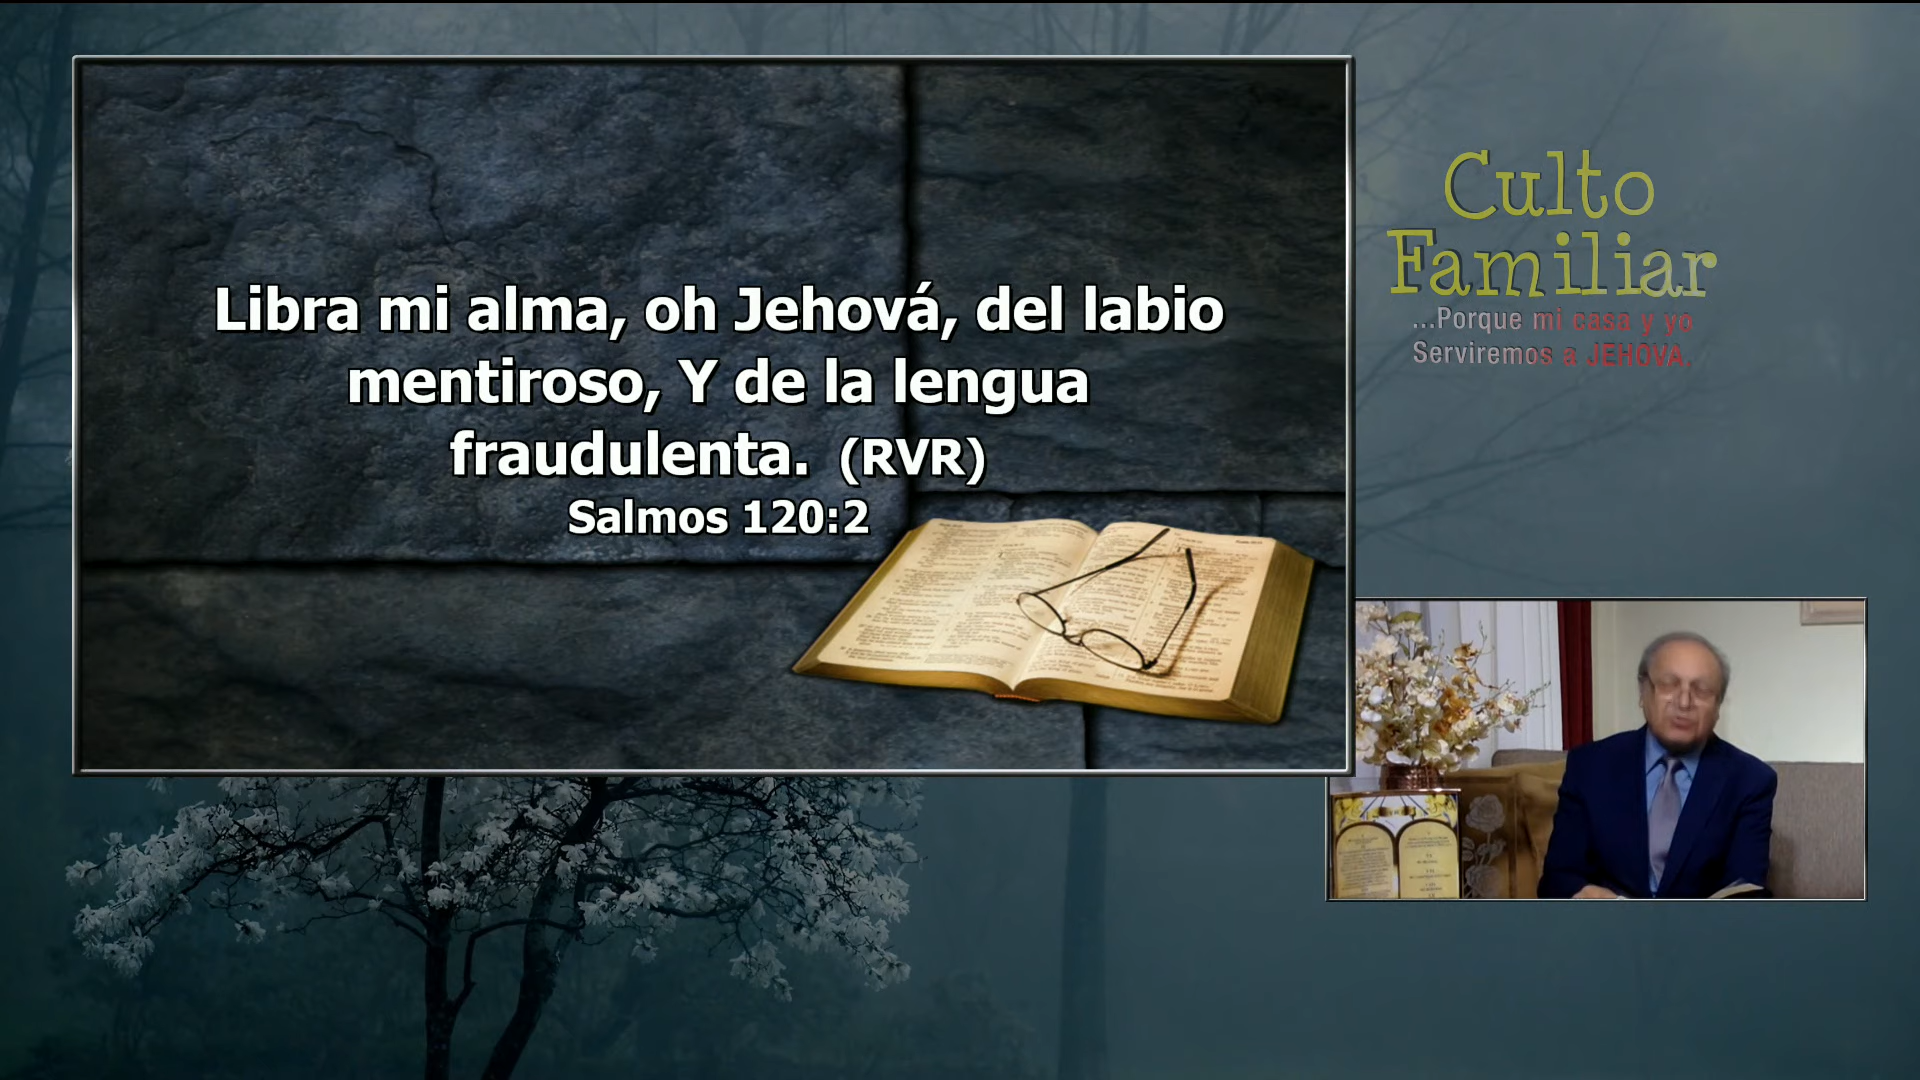 Libra mi alma, oh Jehová, del labio
mentiroso, Y de la lengua
fraudulenta. (RVR)
Salmos 120:2
Culto
Familiar
...Porque mi casa y yo
Serviremos a JEHOVA.